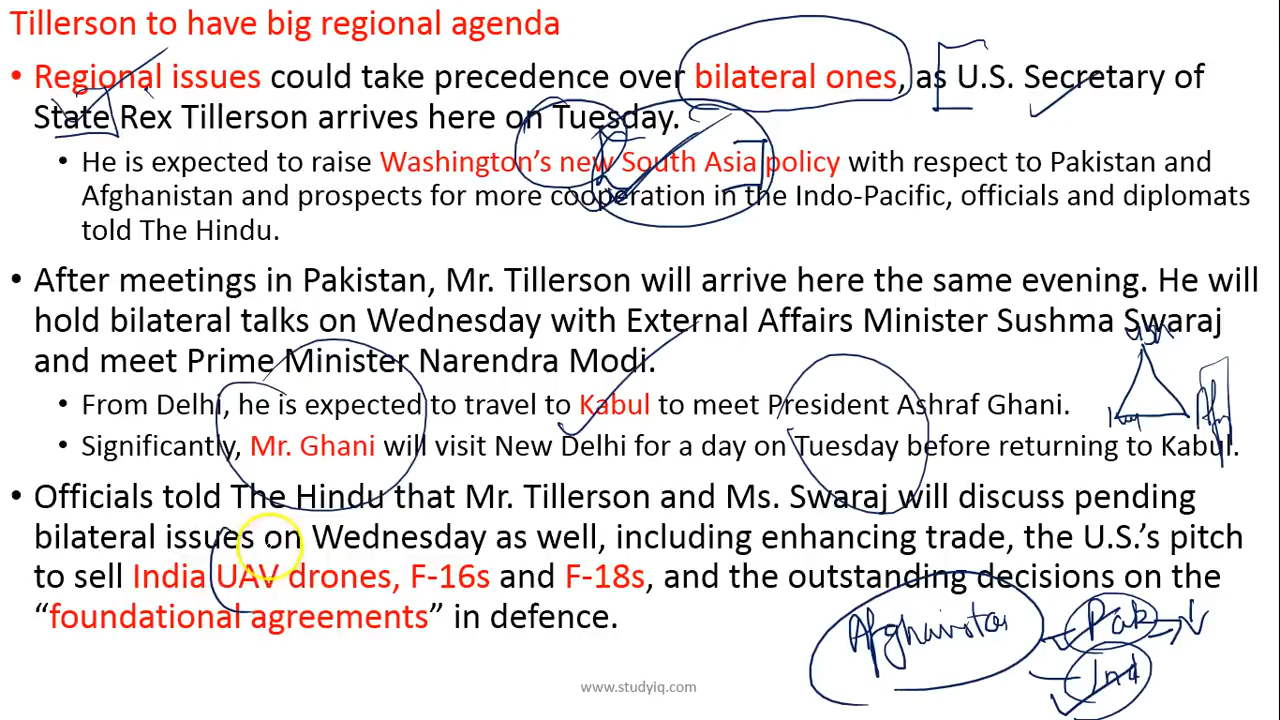 Tillerson to have big regional agenda
• Regional issues could take precedence over bilateral ones, as U.S. Secretary of
State Rex Tillerson arrives here on Tuesday.
• He is expected to raise Washington's new South Asia policy with respect to Pakistan and
Afghanistan and prospects for more cooperation in the Indo-Pacific, officials and diplomats
told The Hindu.
• After meetings in Pakistan, Mr. Tillerson will arrive here the same evening. He will
hold bilateral talks on Wednesday with External Affairs Minister Sushma Swaraj
and meet Prime Minister Narendra Modi.
USA
• From Delhi, he is expected to travel to Kabul to meet President Ashraf Ghani.
Afg
• Significantly, Mr. Ghani will visit New Delhi for a day on Tuesday before returning to Kabul.
• Officials told The Hindu that Mr. Tillerson and Ms. Swaraj will discuss pending
bilateral issues on Wednesday as well, including enhancing trade, the U.S.'s pitch
to sell India UAV drones, F-16s and F-18s, and the outstanding decisions on the
"foundational agreements" in defence.
Afghanistan
Pak
Ind
www.studyiq.com